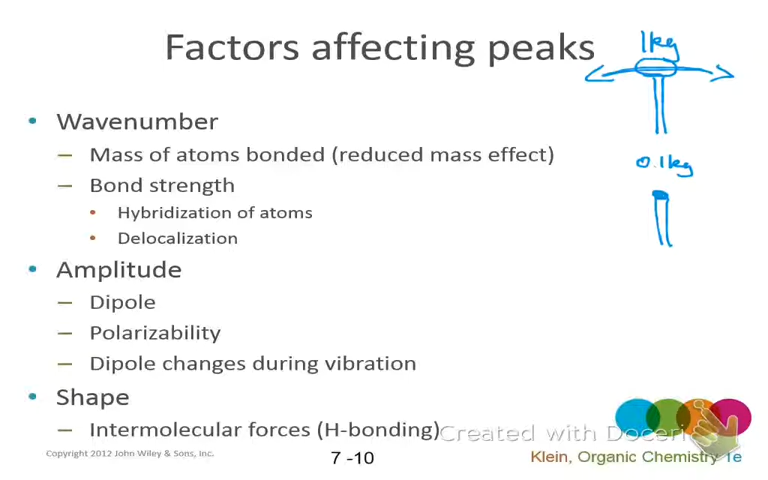 Factors affecting peaks
1kg
• Wavenumber
– Mass of atoms bonded (reduced mass effect)
0.1kg
– Bond strength
• Hybridization of atoms
• Delocalization
• Amplitude
– Dipole
– Polarizability
– Dipole changes during vibration
• Shape
– Intermolecular forces (H-bonding)
Created with Doceri
Copyright 2012 John Wiley & Sons, Inc.
7 -10
Klein, Organic Chemistry 1e